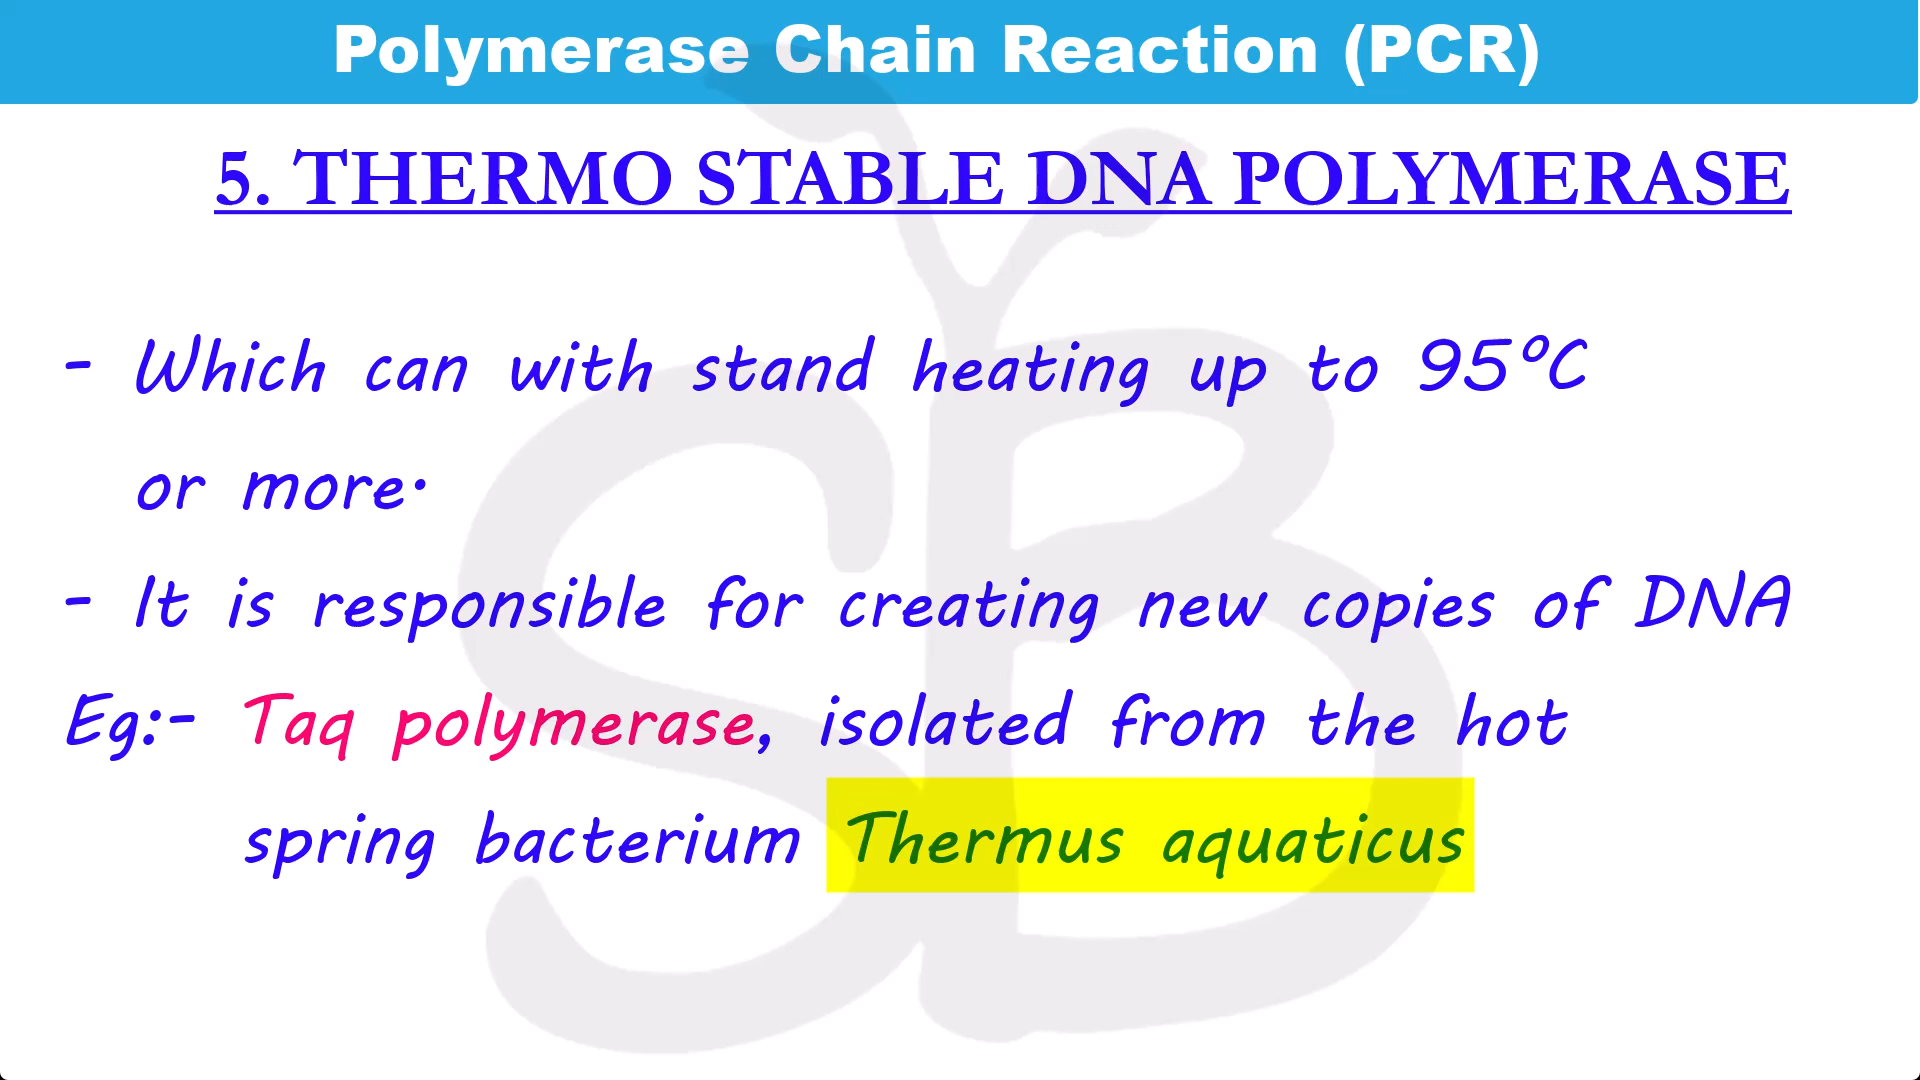 Polymerase Chain Reaction (PCR)
5. THERMO STABLE DNA POLYMERASE
- Which can with stand heating up to 95°C
or more.
- It is responsible for creating new copies of DNA
Eg:- Taq polymerase, isolated from the hot
spring bacterium Thermus aquaticus
SB